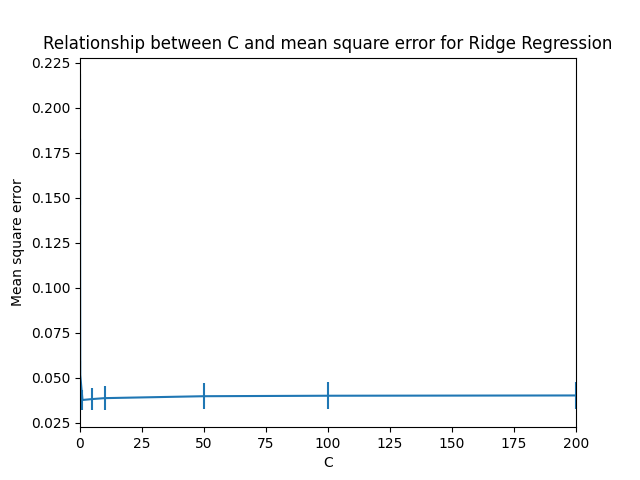 Relationship between C and mean square error for Ridge Regression
0.225
0.200
0.175
0.150
0.125
0.100
0.075
0.050
0.025
Mean square error
0 25 50 75 100 125 150 175 200
C